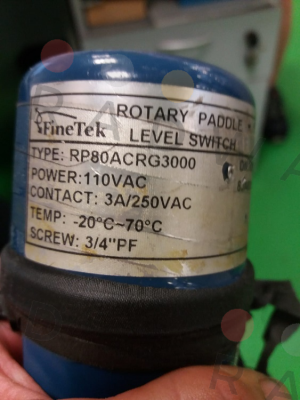 ROTARY PADDLE
FineTek LEVEL SWITCH
TYPE: RP80ACRG3000
POWER:110VAC
CONTACT: 3A/250VAC
TEMP: -20°C~70°C
SCREW: 3/4"PF